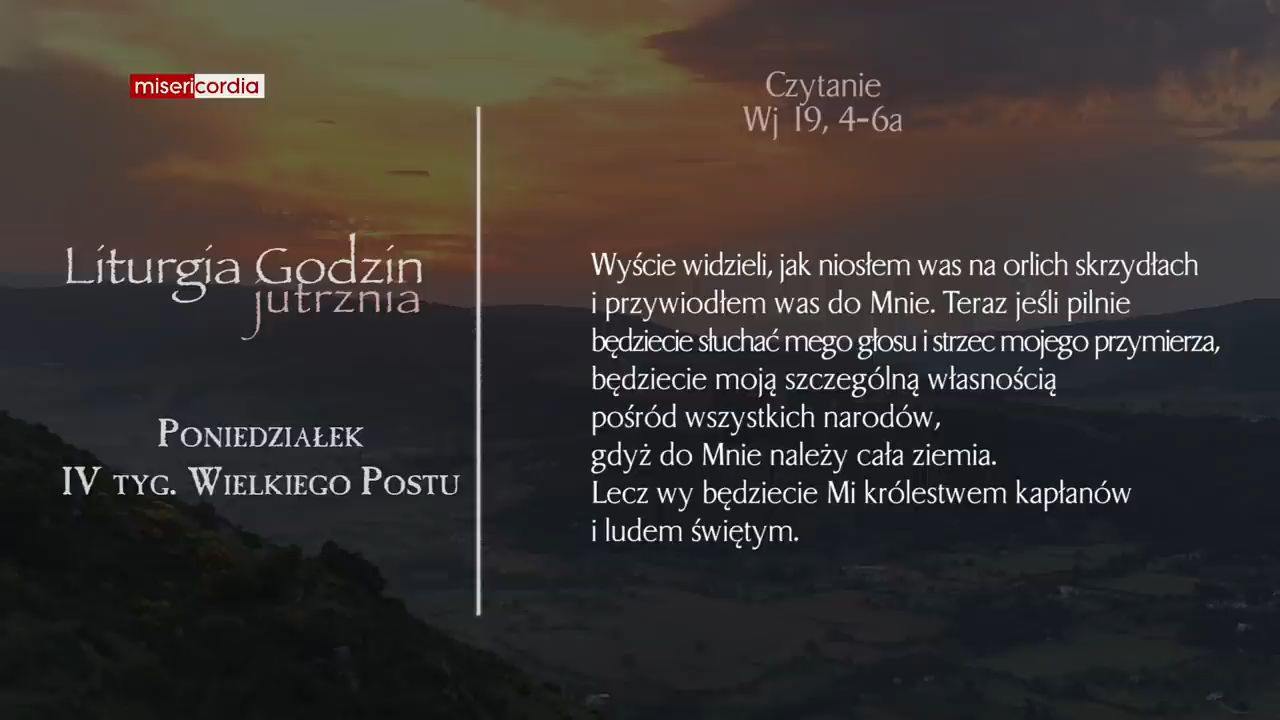 misericordia
Liturgia Godzin
jutrznia
Poniedziałek
IV tyg. Wielkiego Postu
Czytanie
Wj 19, 4-6a
Wyście widzieli, jak niosłem was na orlich skrzydłach
i przywiodłem was do Mnie. Teraz jeśli pilnie
będziecie słuchać mego głosu i strzec mojego przymierza,
będziecie moją szczególną własnością
pośród wszystkich narodów,
gdyż do Mnie należy cała ziemia.
Lecz wy będziecie Mi królestwem kapłanów
i ludem świętym.